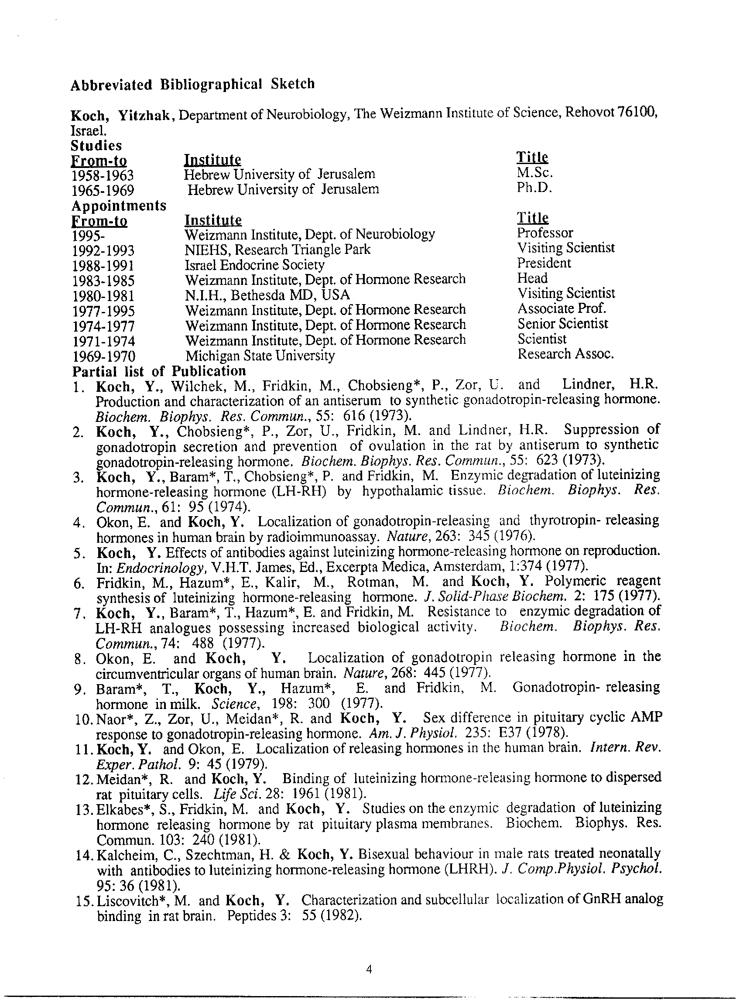 Abbreviated Bibliographical Sketch
Koch, Yitzhak, Department of Neurobiology, The Weizmann Institute of Science, Rehovot 76100,
Israel.
Studies
From-to Institute Title
1958-1963 Hebrew University of Jerusalem M.Sc.
1965-1969 Hebrew University of Jerusalem Ph.D.
Appointments
From-to Institute Title
1995- Weizmann Institute, Dept. of Neurobiology Professor
1992-1993 NIEHS, Research Triangle Park Visiting Scientist
1988-1991 Israel Endocrine Society President
1983-1985 Weizmann Institute, Dept. of Hormone Research Head
1980-1981 N.I.H., Bethesda MD, USA Visiting Scientist
1977-1995 Weizmann Institute, Dept. of Hormone Research Associate Prof.
1974-1977 Weizmann Institute, Dept. of Hormone Research Senior Scientist
1971-1974 Weizmann Institute, Dept. of Hormone Research Scientist
1969-1970 Michigan State University Research Assoc.
Partial list of Publication
1. Koch, Y., Wilchek, M., Fridkin, M., Chobsieng*, P., Zor, U. and Lindner, H.R.
Production and characterization of an antiserum to synthetic gonadotropin-releasing hormone.
Biochem. Biophys. Res. Commun., 55: 616 (1973).
2. Koch, Y., Chobsieng*, P., Zor, U., Fridkin, M. and Lindner, H.R. Suppression of
gonadotropin secretion and prevention of ovulation in the rat by antiserum to synthetic
gonadotropin-releasing hormone. Biochem. Biophys. Res. Commun., 55: 623 (1973).
3. Koch, Y., Baram*, T., Chobsieng*, P. and Fridkin, M. Enzymic degradation of luteinizing
hormone-releasing hormone (LH-RH) by hypothalamic tissue. Biochem. Biophys. Res.
Commun., 61: 95 (1974).
4. Okon, E. and Koch, Y. Localization of gonadotropin-releasing and thyrotropin- releasing
hormones in human brain by radioimmunoassay. Nature, 263: 345 (1976).
5. Koch, Y. Effects of antibodies against luteinizing hormone-releasing hormone on reproduction.
In: Endocrinology, V.H.T. James, Ed., Excerpta Medica, Amsterdam, 1:374 (1977).
6. Fridkin, M., Hazum*, E., Kalir, M., Rotman, M. and Koch, Y. Polymeric reagent
synthesis of luteinizing hormone-releasing hormone. J. Solid-Phase Biochem. 2: 175 (1977).
7. Koch, Y., Baram*, T., Hazum*, E. and Fridkin, M. Resistance to enzymic degradation of
LH-RH analogues possessing increased biological activity. Biochem. Biophys. Res.
Commun., 74: 488 (1977).
8. Okon, E. and Koch, Y. Localization of gonadotropin releasing hormone in the
circumventricular organs of human brain. Nature, 268: 445 (1977).
9. Baram*, T., Koch, Y., Hazum*, E. and Fridkin, M. Gonadotropin- releasing
hormone in milk. Science, 198: 300 (1977).
10. Naor*, Z., Zor, U., Meidan*, R. and Koch, Y. Sex difference in pituitary cyclic AMP
response to gonadotropin-releasing hormone. Am. J. Physiol. 235: E37 (1978).
11. Koch, Y. and Okon, E. Localization of releasing hormones in the human brain. Intern. Rev.
Exper. Pathol. 9: 45 (1979).
12. Meidan*, R. and Koch, Y. Binding of luteinizing hormone-releasing hormone to dispersed
rat pituitary cells. Life Sci. 28: 1961 (1981).
13. Elkabes*, S., Fridkin, M. and Koch, Y. Studies on the enzymic degradation of luteinizing
hormone releasing hormone by rat pituitary plasma membranes. Biochem. Biophys. Res.
Commun. 103: 240 (1981).
14. Kalcheim, C., Szechtman, H. & Koch, Y. Bisexual behaviour in male rats treated neonatally
with antibodies to luteinizing hormone-releasing hormone (LHRH). J. Comp.Physiol. Psychol.
95: 36 (1981).
15. Liscovitch*, M. and Koch, Y. Characterization and subcellular localization of GnRH analog
binding in rat brain. Peptides 3: 55 (1982).
4